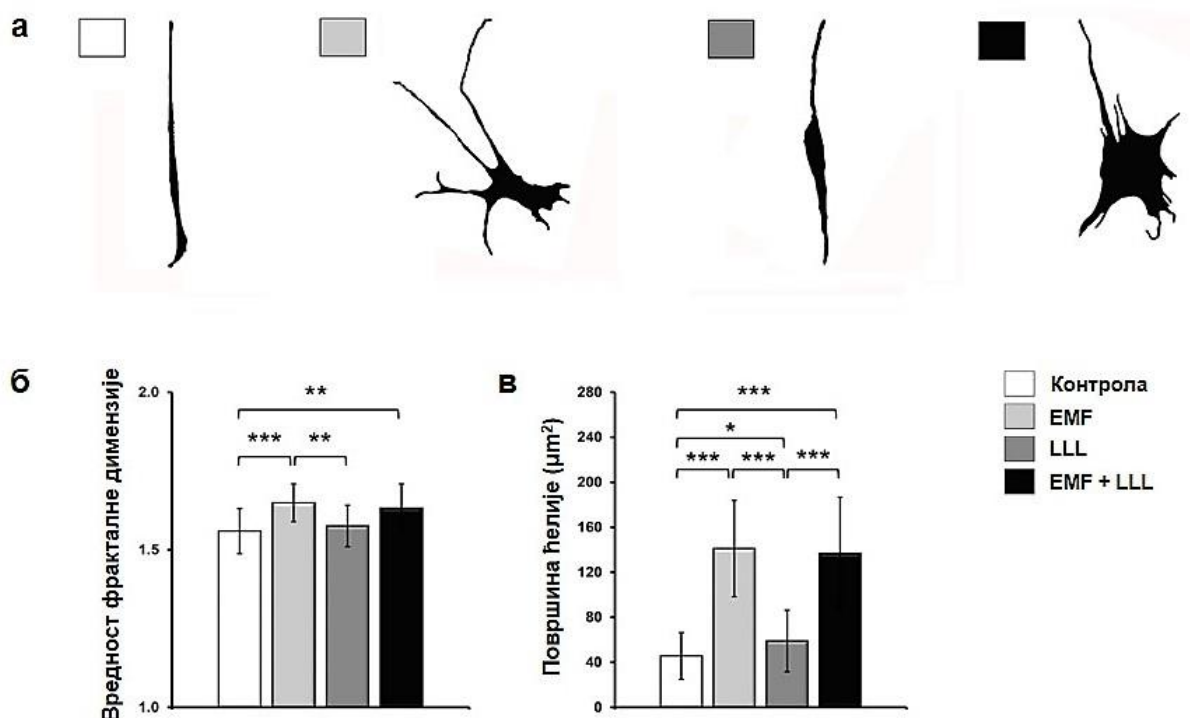 а
б
Вредност фракталне димензије
2.0
1.5
1.0
**
*** **
в
Површина ћелије (µm²)
280
240
200
160
120
80
40
0
***
*
*** *** ***
Контрола
EMF
LLL
EMF + LLL